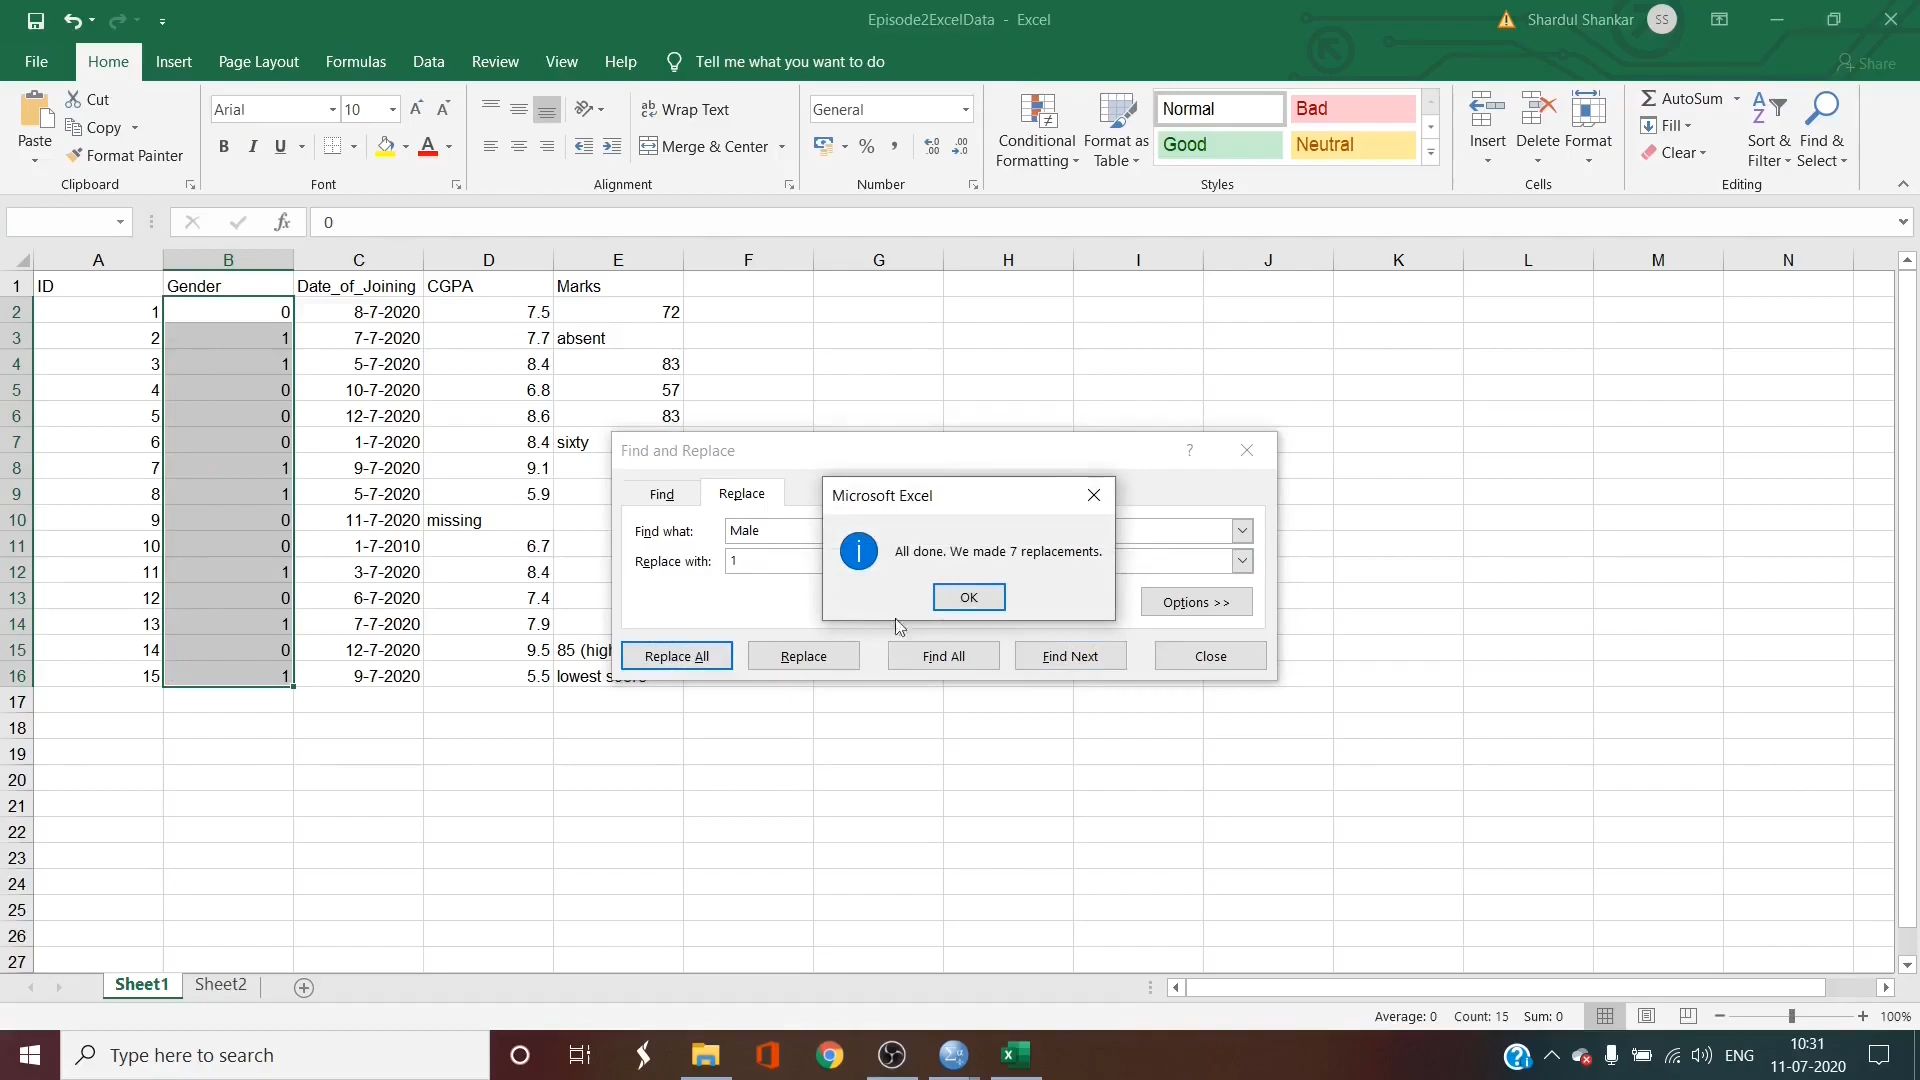 Episode2ExcelData - Excel
Shardul Shankar
SS
File
Home
Insert
Page Layout
Formulas
Data
Review
View
Help
Tell me what you want to do
Share
Paste
Cut
Copy
Format Painter
Clipboard
Arial
10
B I U
A
Font
Wrap Text
Merge & Center
Alignment
General
%
Number
Conditional Formatting
Format as Table
Normal
Bad
Good
Neutral
Styles
Insert
Delete
Format
Cells
AutoSum
Fill
Clear
Sort & Filter
Find & Select
Editing
fx
0
A B C D E F G H I J K L M N
1 ID Gender Date_of_Joining CGPA Marks
2 1 0 8-7-2020 7.5 72
3 2 1 7-7-2020 7.7 absent
4 3 1 5-7-2020 8.4 83
5 4 0 10-7-2020 6.8 57
6 5 0 12-7-2020 8.6 83
7 6 0 1-7-2020 8.4 sixty
8 7 1 9-7-2020 9.1
9 8 1 5-7-2020 5.9
10 9 0 11-7-2020 missing
11 10 0 1-7-2010 6.7
12 11 1 3-7-2020 8.4
13 12 0 6-7-2020 7.4
14 13 1 7-7-2020 7.9
15 14 0 12-7-2020 9.5 85 (high
16 15 1 9-7-2020 5.5 lowest
17
18
19
20
21
22
23
24
25
26
27
Find and Replace
?
Find
Replace
Find what:
Male
Replace with:
1
Options >>
Replace All
Replace
Find All
Find Next
Close
Microsoft Excel
i
All done. We made 7 replacements.
OK
Sheet1
Sheet2
Average: 0
Count: 15
Sum: 0
100%
Type here to search
ENG
10:31
11-07-2020